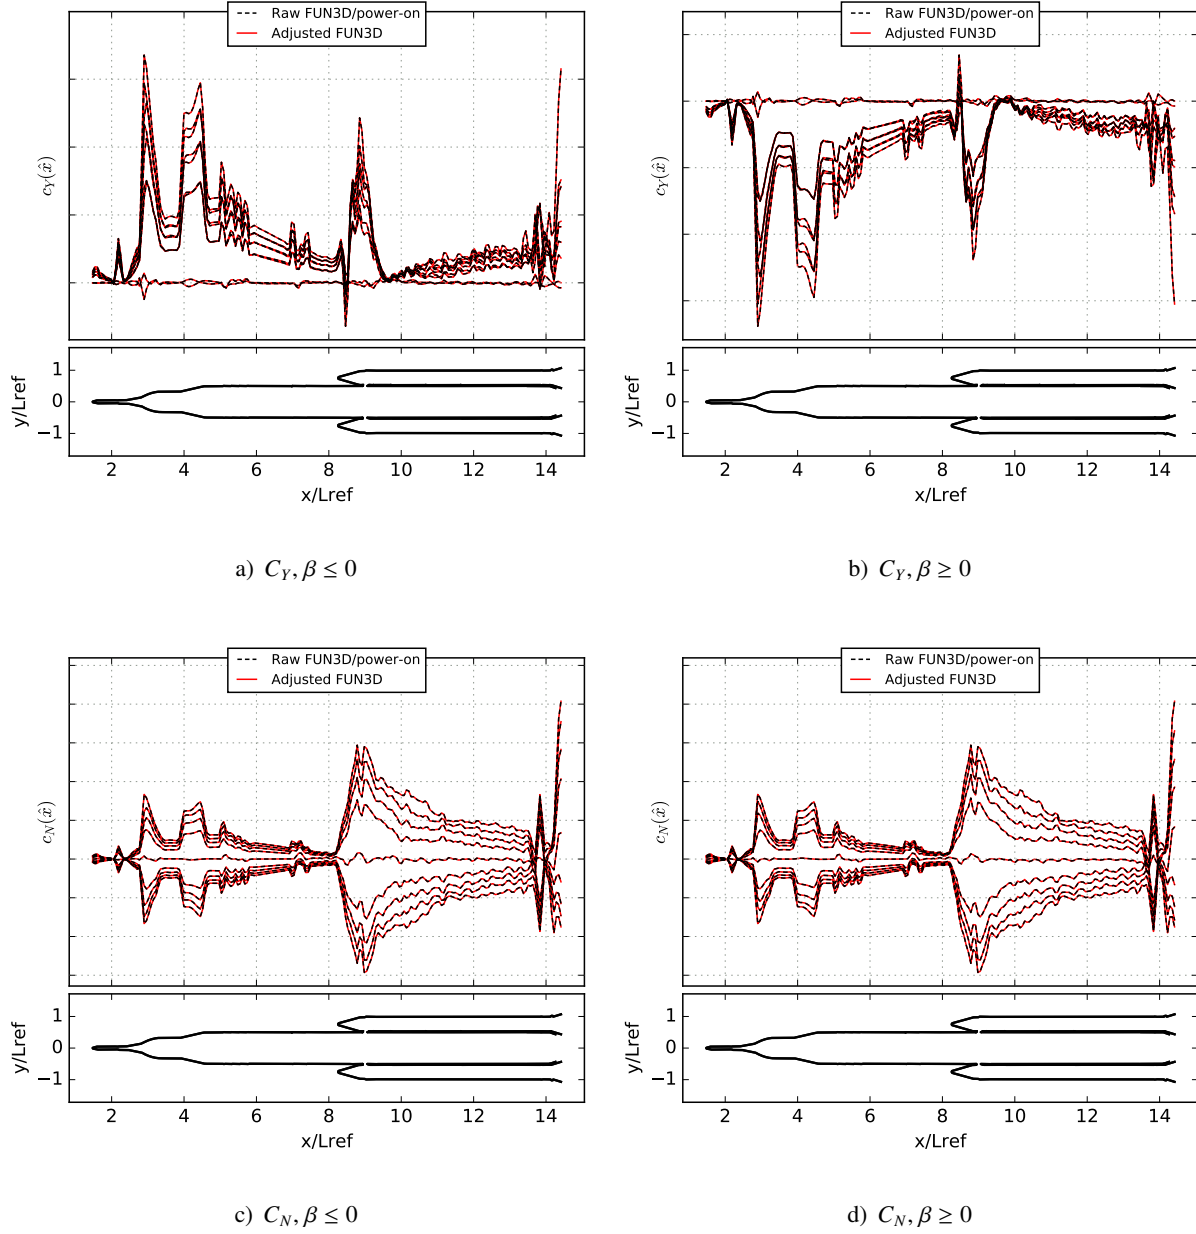 Raw FUN3D/power-on
Adjusted FUN3D
c_Y(x̂)
1
0
−1
y/Lref
2 4 6 8 10 12 14
x/Lref
a) C_Y, β ≤ 0
Raw FUN3D/power-on
Adjusted FUN3D
c_Y(x̂)
1
0
−1
y/Lref
2 4 6 8 10 12 14
x/Lref
b) C_Y, β ≥ 0
Raw FUN3D/power-on
Adjusted FUN3D
c_N(x̂)
1
0
−1
y/Lref
2 4 6 8 10 12 14
x/Lref
c) C_N, β ≤ 0
Raw FUN3D/power-on
Adjusted FUN3D
c_N(x̂)
1
0
−1
y/Lref
2 4 6 8 10 12 14
x/Lref
d) C_N, β ≥ 0